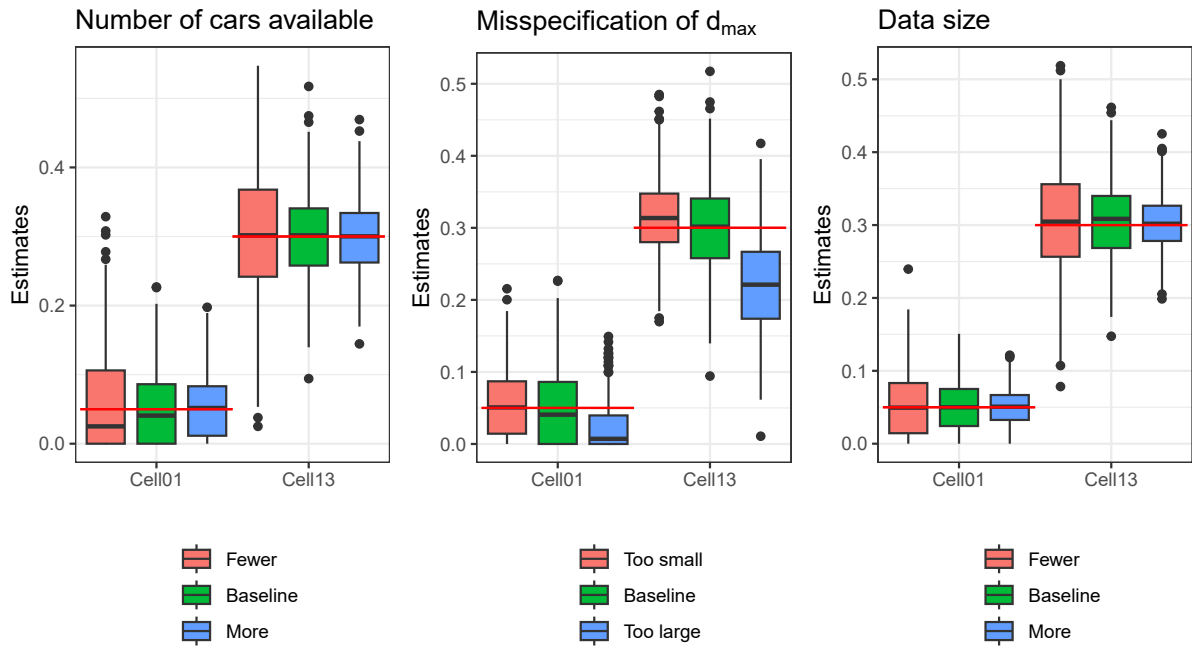 Number of cars available
Estimates
0.4
0.2
0.0
Cell01 Cell13
Fewer
Baseline
More
Misspecification of dmax
Estimates
0.5
0.4
0.3
0.2
0.1
0.0
Cell01 Cell13
Too small
Baseline
Too large
Data size
Estimates
0.5
0.4
0.3
0.2
0.1
0.0
Cell01 Cell13
Fewer
Baseline
More